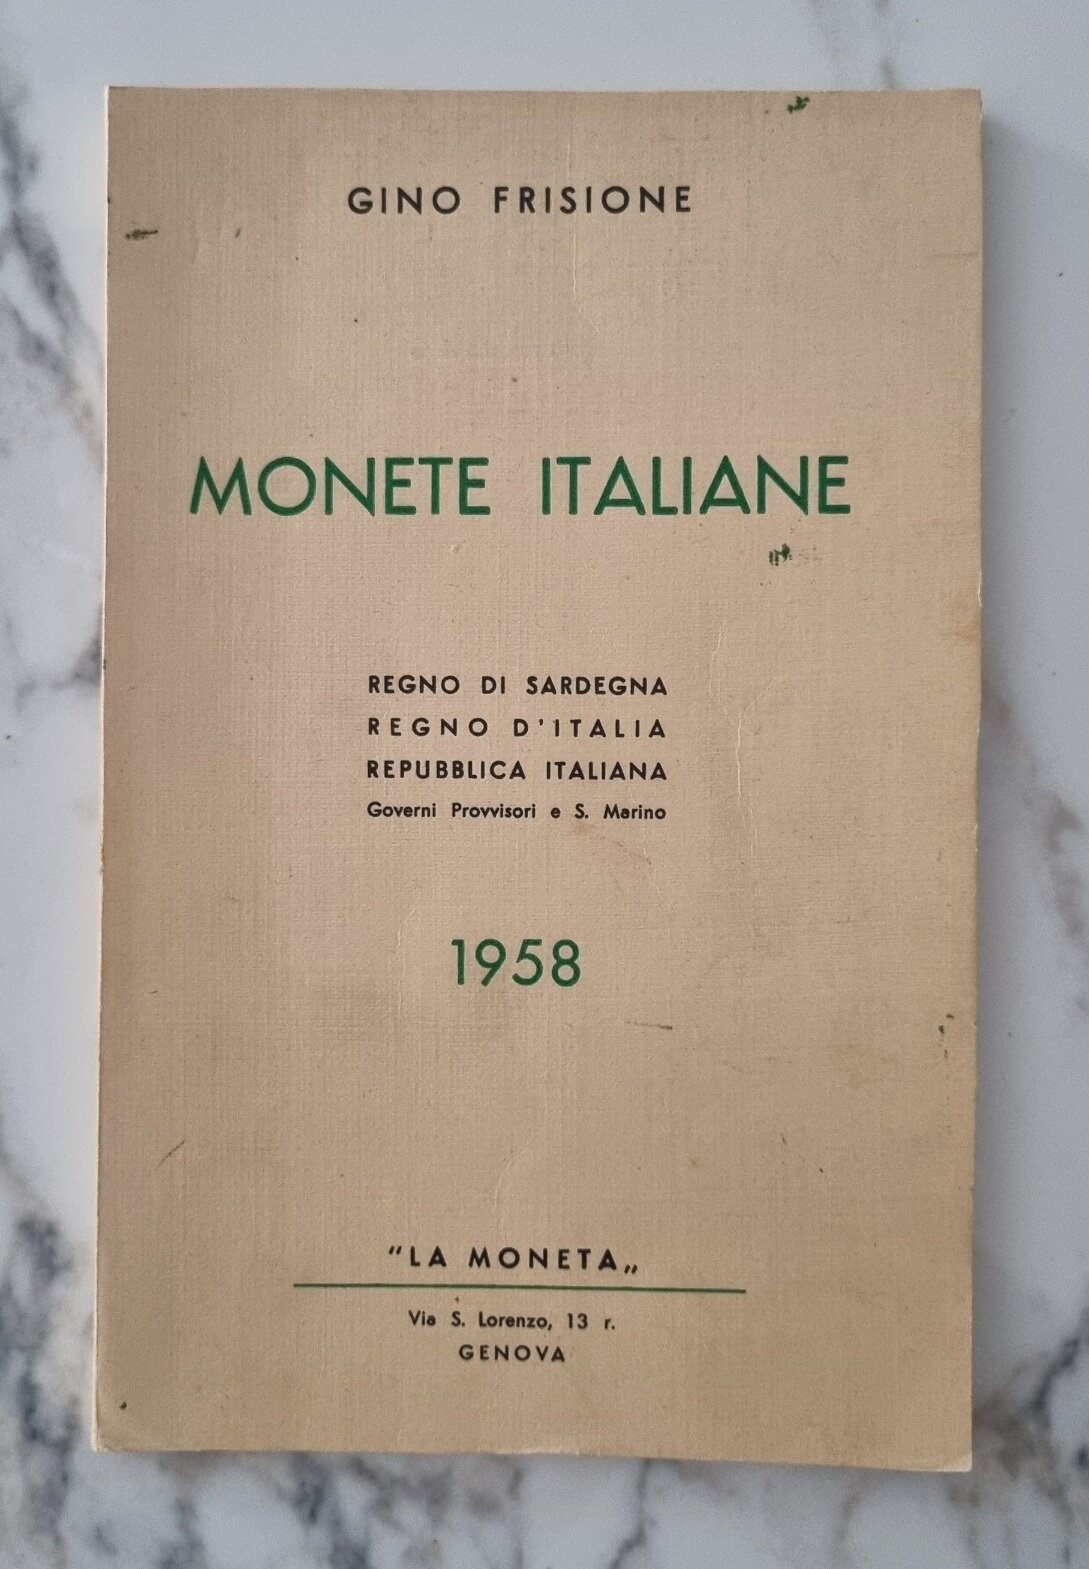 GINO FRISIONE
MONETE ITALIANE
REGNO DI SARDEGNA
REGNO D'ITALIA
REPUBBLICA ITALIANA
Governi Provvisori e S. Marino
1958
"LA MONETA„
Via S. Lorenzo, 13 r.
GENOVA